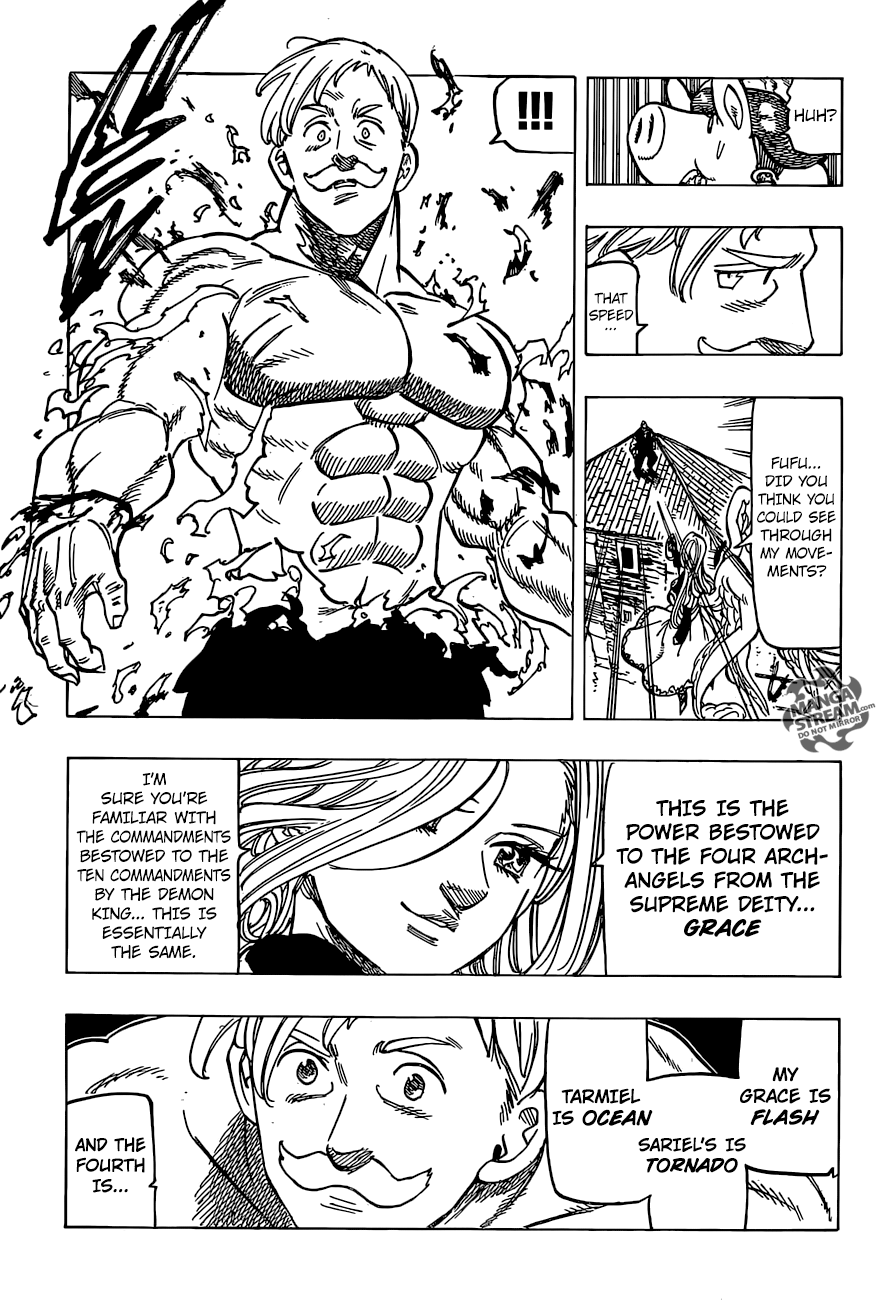 HUH?
!!!
THAT
SPEED...
...
FUFU...
DID YOU
THINK YOU
COULD SEE
THROUGH
MY MOVE-
MENTS?
MANGA
STREAM.com
DO NOT MIRROR
THIS IS THE
POWER BESTOWED
TO THE FOUR ARCH-
ANGELS FROM THE
SUPREME DEITY...
GRACE
I'M
SURE YOU'RE
FAMILIAR WITH
THE COMMANDMENTS
BESTOWED TO THE
TEN COMMANDMENTS
BY THE DEMON
KING... THIS IS
ESSENTIALLY
THE SAME.
MY
GRACE IS
FLASH
SARIEL'S IS
TORNADO
TARMIEL
IS OCEAN
AND THE
FOURTH
IS...